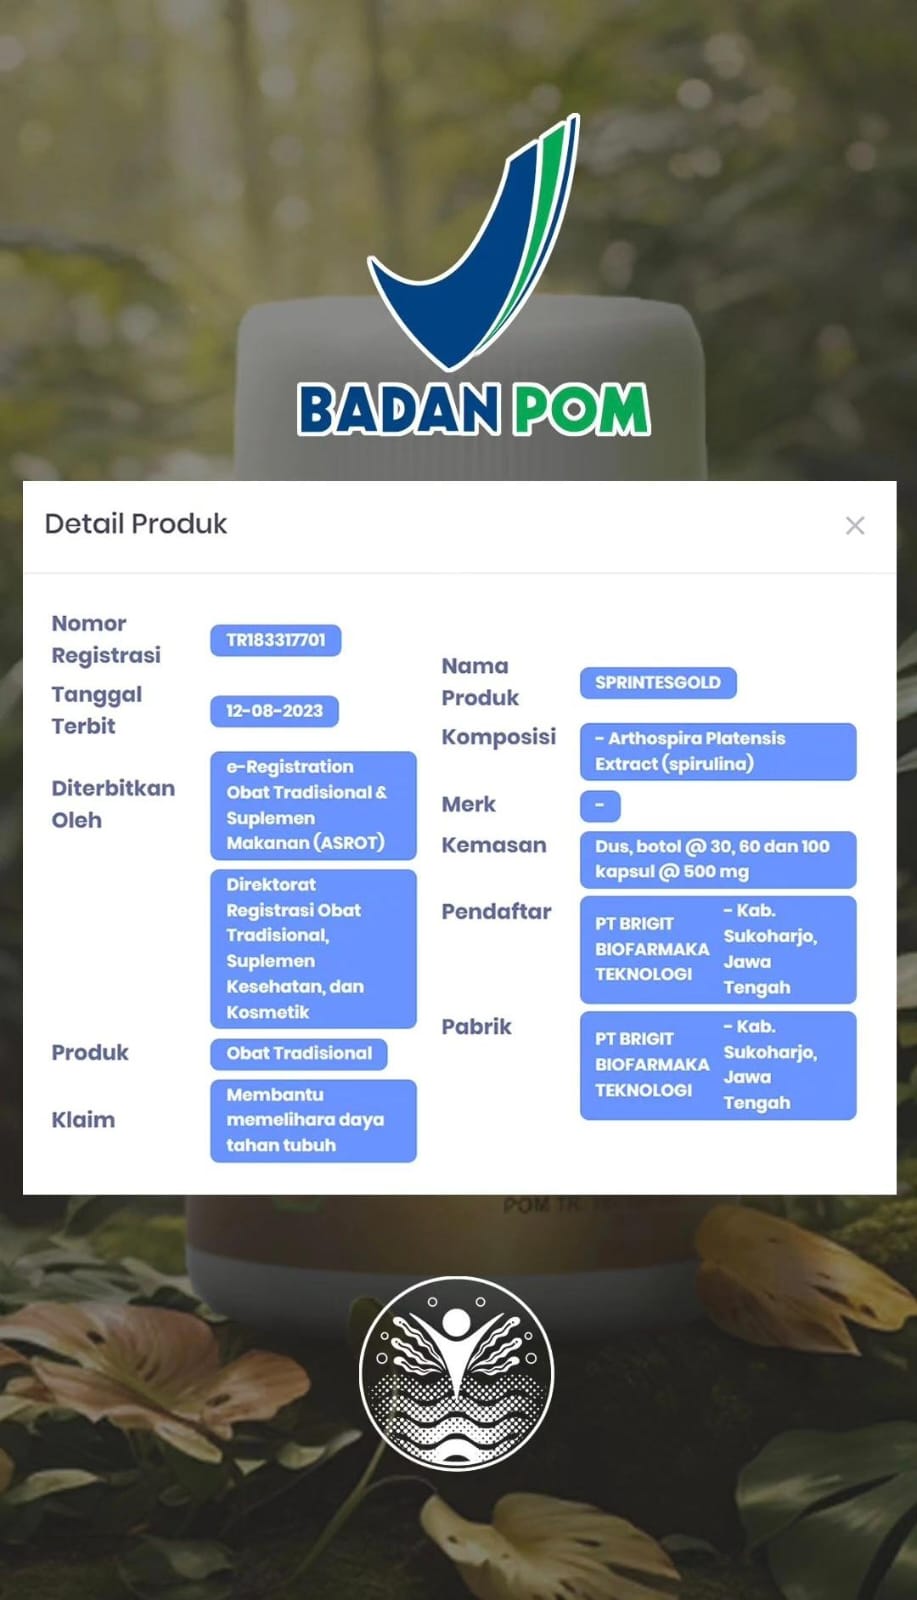 BADAN POM
Detail Produk
Nomor
Registrasi
TR183317701
Tanggal
Terbit
12-08-2023
Diterbitkan
Oleh
e-Registration
Obat Tradisional &
Suplemen
Makanan (ASROT)
Direktorat
Registrasi Obat
Tradisional,
Suplemen
Kesehatan, dan
Kosmetik
Produk
Obat Tradisional
Klaim
Membantu
memelihara daya
tahan tubuh
Nama
Produk
SPRINTESGOLD
Komposisi
- Arthospira Platensis
Extract (spirulina)
Merk
-
Kemasan
Dus, botol @ 30, 60 dan 100
kapsul @ 500 mg
Pendaftar
PT BRIGIT
BIOFARMAKA
TEKNOLOGI
- Kab.
Sukoharjo,
Jawa
Tengah
Pabrik
PT BRIGIT
BIOFARMAKA
TEKNOLOGI
- Kab.
Sukoharjo,
Jawa
Tengah
POM TR